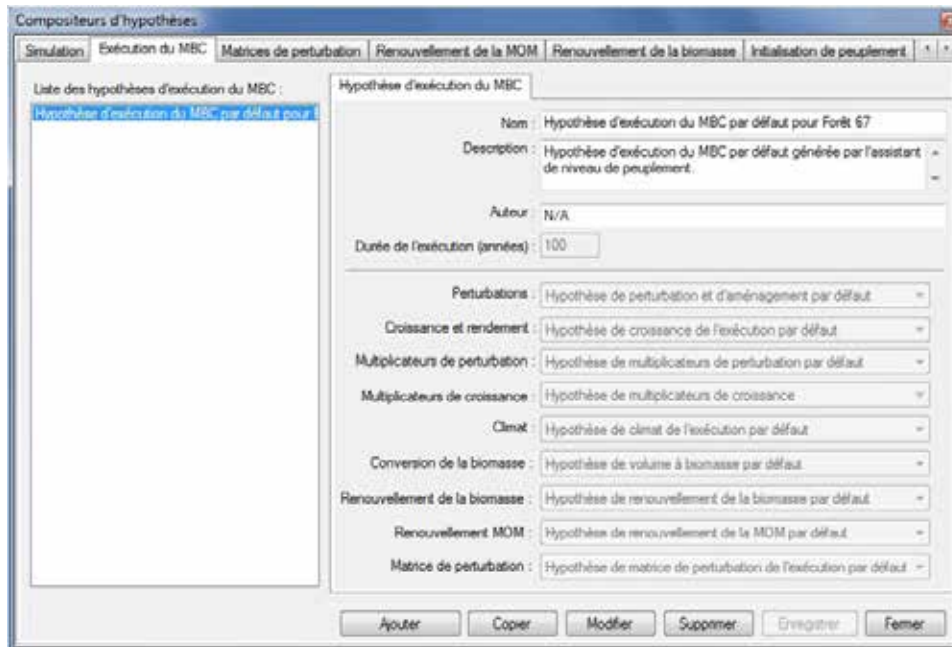 Compositeurs d'hypothèses
Simulation
Exécution du MBC
Matrices de perturbation
Renouvellement de la MOM
Renouvellement de la biomasse
Initialisation de peuplement
Liste des hypothèses d'exécution du MBC :
Hypothèse d'exécution du MBC par défaut pour
Hypothèse d'exécution du MBC
Nom : Hypothèse d'exécution du MBC par défaut pour Forêt 67
Description : Hypothèse d'exécution du MBC par défaut générée par l'assistant
de niveau de peuplement.
Auteur : N/A
Durée de l'exécution (années) : 100
Perturbations : Hypothèse de perturbation et d'aménagement par défaut
Croissance et rendement : Hypothèse de croissance de l'exécution par défaut
Multiplicateurs de perturbation : Hypothèse de multiplicateurs de perturbation par défaut
Multiplicateurs de croissance : Hypothèse de multiplicateurs de croissance
Climat : Hypothèse de climat de l'exécution par défaut
Conversion de la biomasse : Hypothèse de volume à biomasse par défaut
Renouvellement de la biomasse : Hypothèse de renouvellement de la biomasse par défaut
Renouvellement MOM : Hypothèse de renouvellement de la MOM par défaut
Matrice de perturbation : Hypothèse de matrice de perturbation de l'exécution par défaut
Ajouter
Copier
Modifier
Supprimer
Enregistrer
Fermer